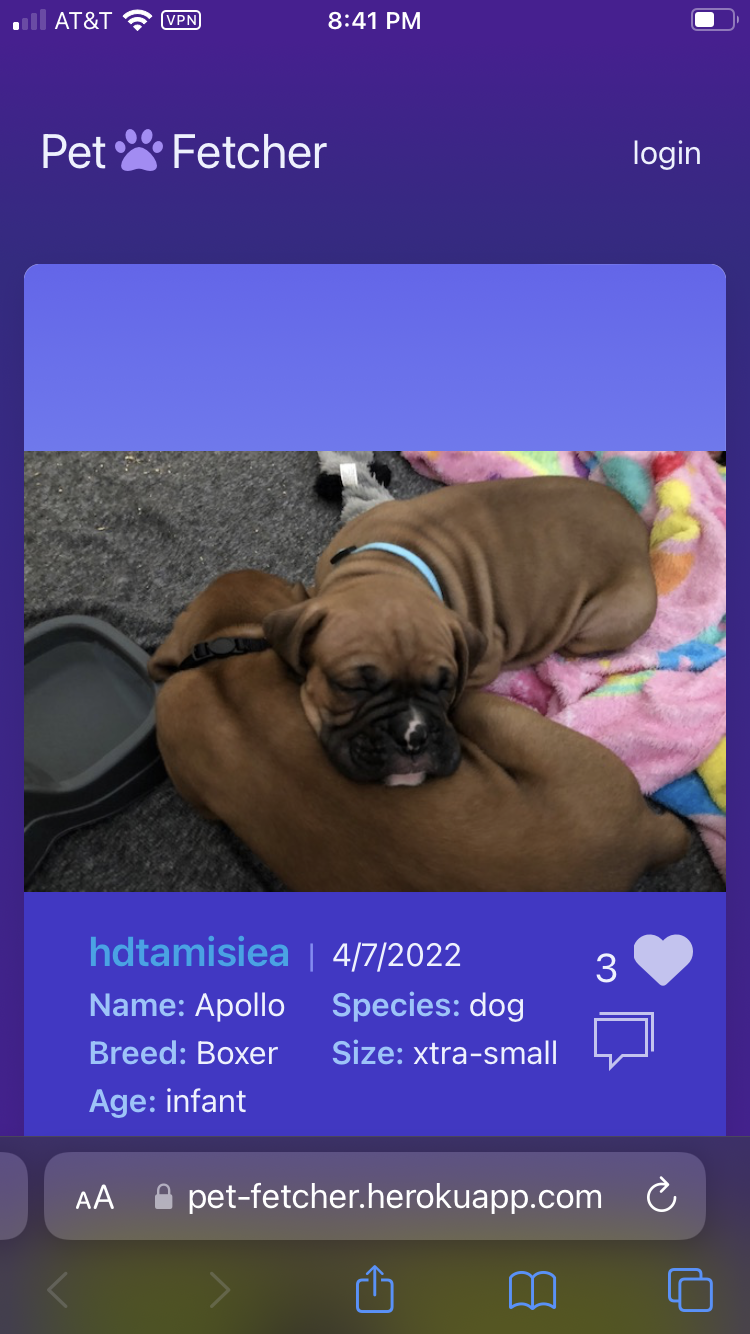 AT&T VPN 8:41 PM
Pet Fetcher login
hdtamisiea | 4/7/2022 3
Name: Apollo Species: dog
Breed: Boxer Size: xtra-small
Age: infant
AA pet-fetcher.herokuapp.com